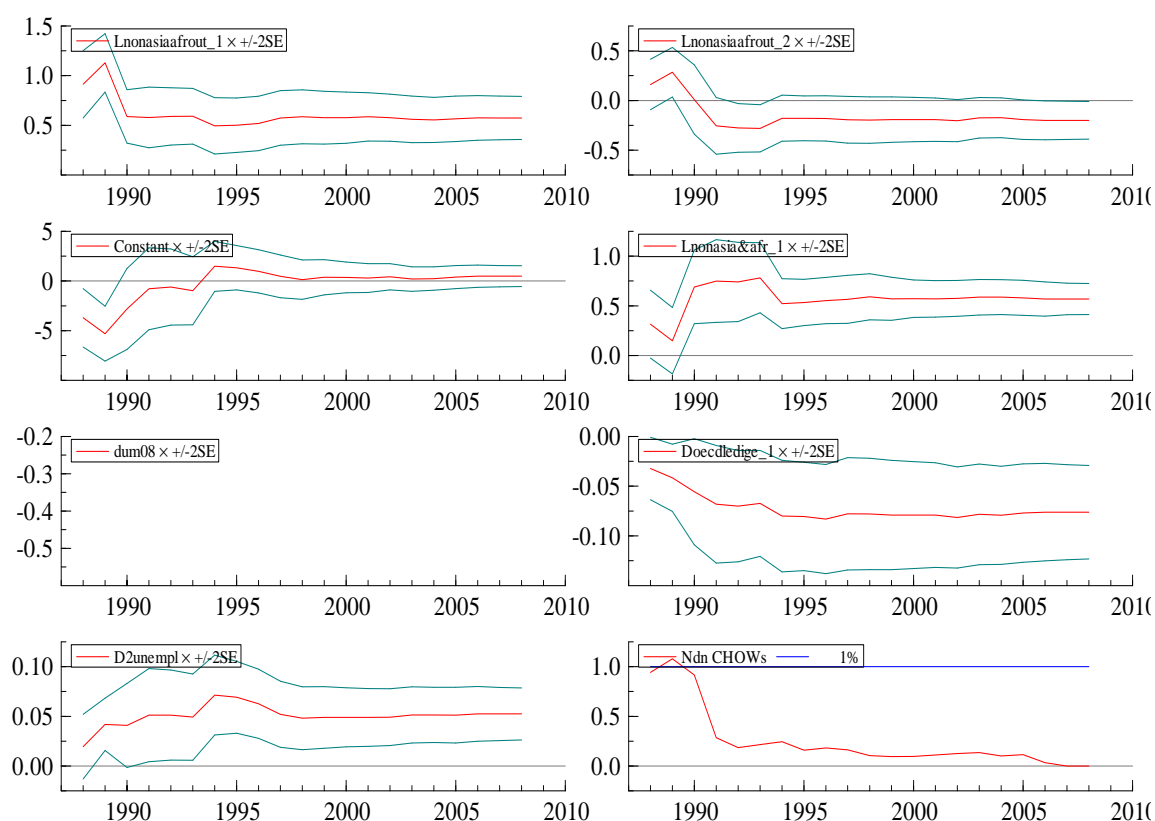 1.5
1.0
0.5
Lnonasiaafrout_1 × +/-2SE
1990 1995 2000 2005 2010
0.5
0.0
-0.5
Lnonasiaafrout_2 × +/-2SE
1990 1995 2000 2005 2010
5
0
-5
Constant × +/-2SE
1990 1995 2000 2005 2010
1.0
0.5
0.0
Lnonasia&afr_1 × +/-2SE
1990 1995 2000 2005 2010
-0.2
-0.3
-0.4
-0.5
dum08 × +/-2SE
1990 1995 2000 2005 2010
0.00
-0.05
-0.10
Doecdledige_1 × +/-2SE
1990 1995 2000 2005 2010
0.10
0.05
0.00
D2unempl × +/-2SE
1990 1995 2000 2005 2010
1.0
0.5
0.0
Ndn CHOWs 1%
1990 1995 2000 2005 2010